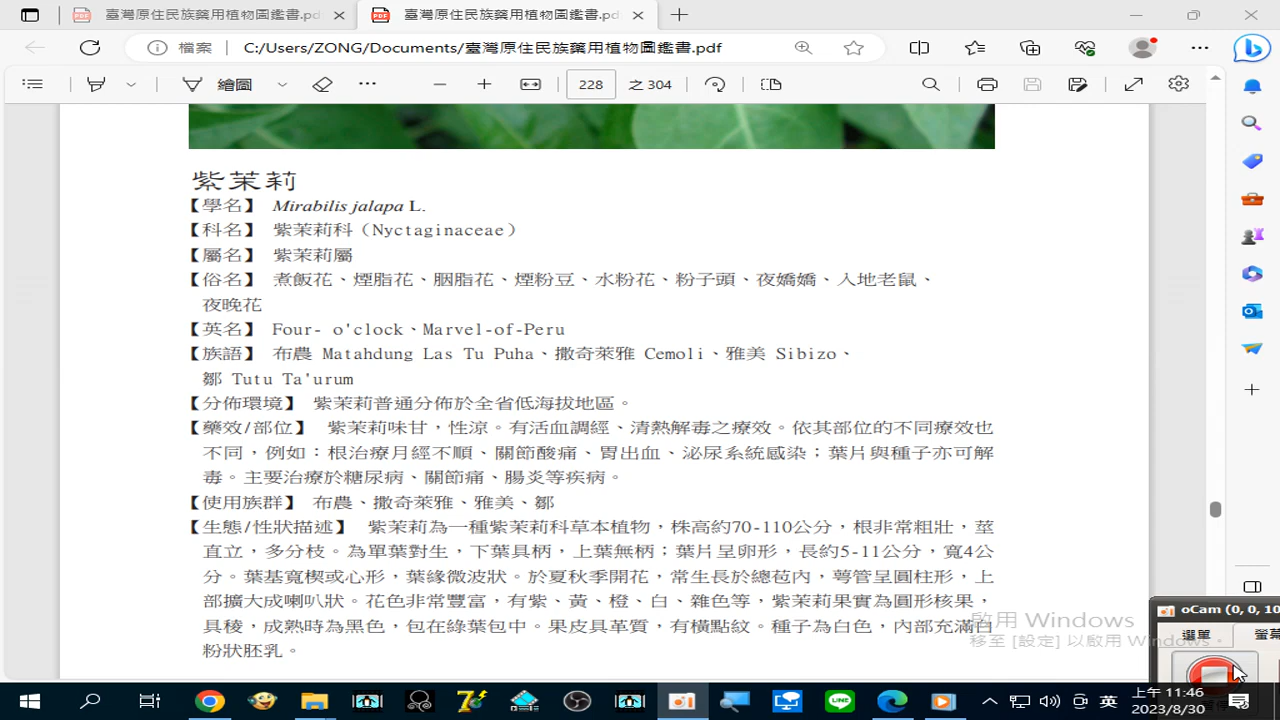 臺灣原住民族藥用植物圖鑑書.pdf
臺灣原住民族藥用植物圖鑑書.pdf
檔案
C:/Users/ZONG/Documents/臺灣原住民族藥用植物圖鑑書.pdf
繪圖
228
之 304
紫茉莉
【學名】 Mirabilis jalapa L.
【科名】 紫茉莉科（Nyctaginaceae）
【屬名】 紫茉莉屬
【俗名】 煮飯花、煙脂花、胭脂花、煙粉豆、水粉花、粉子頭、夜嬌嬌、入地老鼠、
夜晚花
【英名】 Four- o'clock、Marvel-of-Peru
【族語】 布農 Matahdung Las Tu Puha、撒奇萊雅 Cemoli、雅美 Sibizo、
鄒 Tutu Ta'urum
【分佈環境】 紫茉莉普通分佈於全省低海拔地區。
【藥效/部位】 紫茉莉味甘，性涼。有活血調經、清熱解毒之療效。依其部位的不同療效也
不同，例如：根治療月經不順、關節酸痛、胃出血、泌尿系統感染；葉片與種子亦可解
毒。主要治療於糖尿病、關節痛、腸炎等疾病。
【使用族群】 布農、撒奇萊雅、雅美、鄒
【生態/性狀描述】 紫茉莉為一種紫茉莉科草本植物，株高約70-110公分，根非常粗壯，莖
直立，多分枝。為單葉對生，下葉具柄，上葉無柄；葉片呈卵形，長約5-11公分，寬4公
分。葉基寬楔或心形，葉緣微波狀。於夏秋季開花，常生長於總苞內，萼管呈圓柱形，上
部擴大成喇叭狀。花色非常豐富，有紫、黃、橙、白、雜色等，紫茉莉果實為圓形核果，
具稜，成熟時為黑色，包在綠葉包中。果皮具革質，有橫點紋。種子為白色，內部充滿白
粉狀胚乳。
啟用 Windows
移至 [設定] 以啟用 Windows。
oCam (0, 0, 10
選單
螢幕
英
上午 11:46
2023/8/30